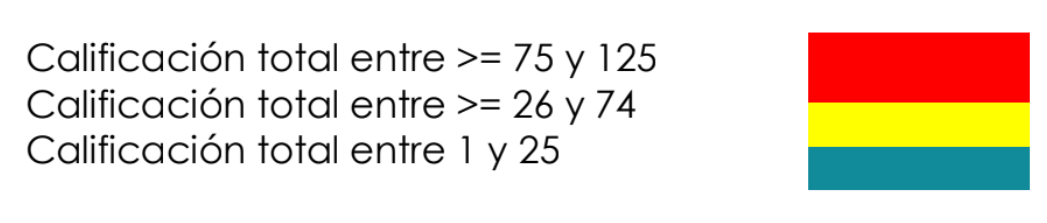 Calificación total entre >= 75 y 125
Calificación total entre >= 26 y 74
Calificación total entre 1 y 25